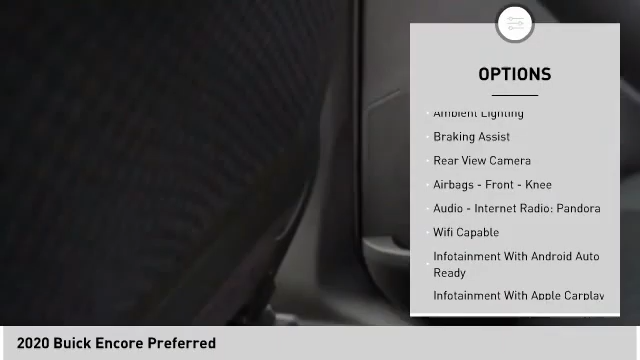 OPTIONS
Ambient Lighting
Braking Assist
Rear View Camera
Airbags - Front - Knee
Audio - Internet Radio: Pandora
Wifi Capable
Infotainment With Android Auto
Ready
Infotainment With Apple Carplay
2020 Buick Encore Preferred